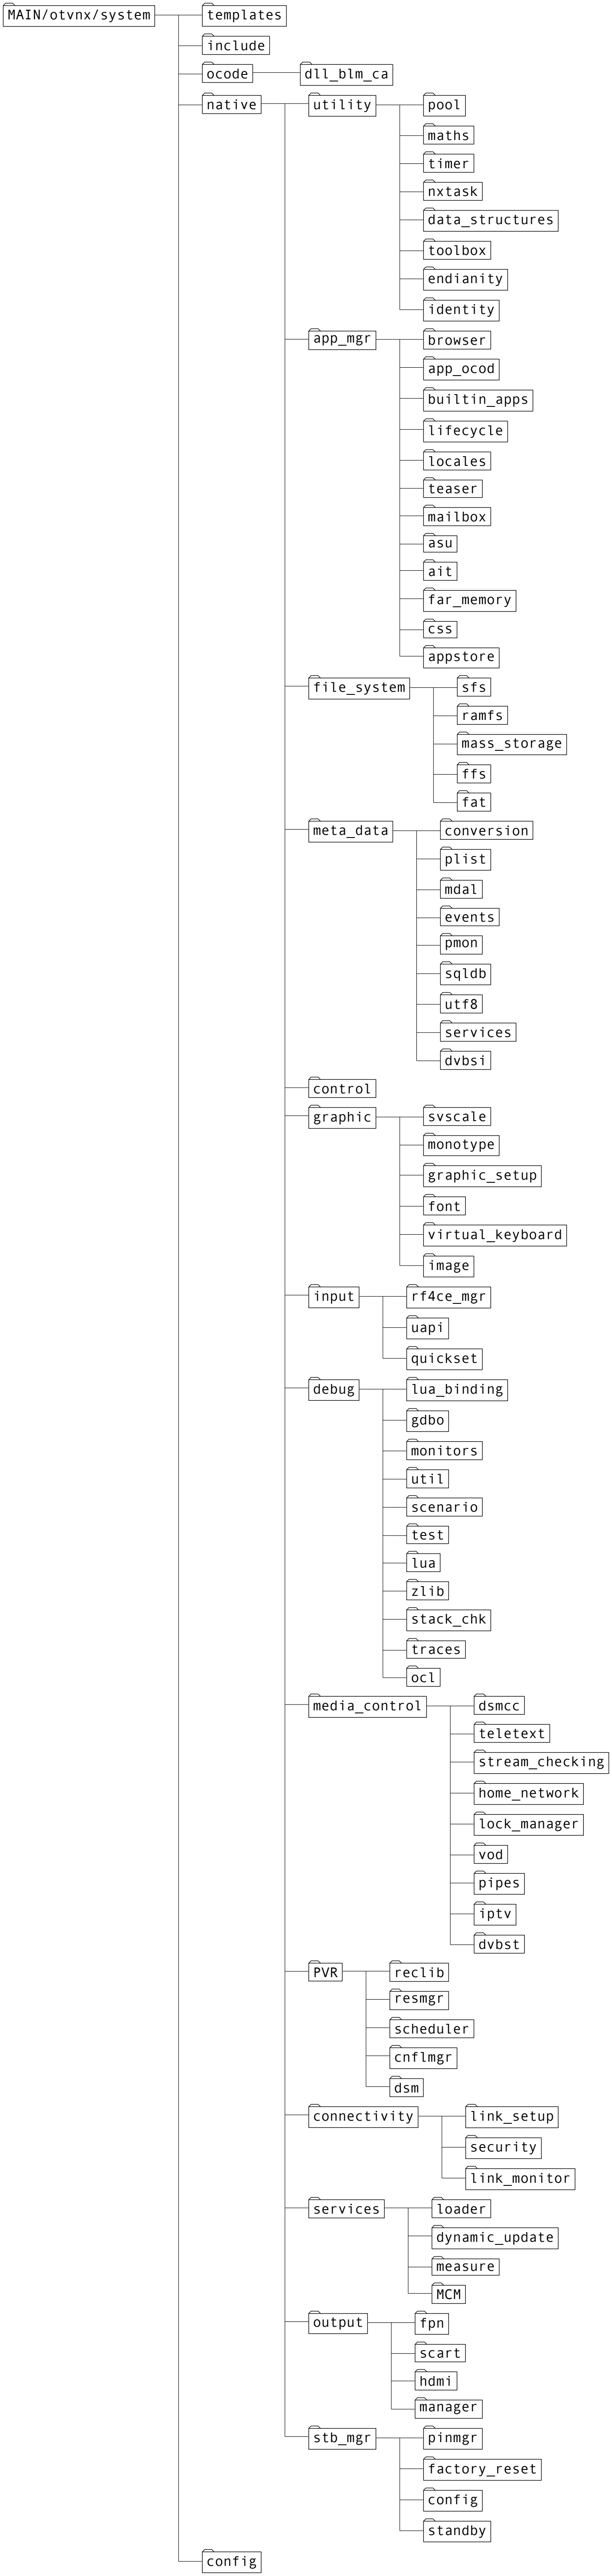 MAIN/otvnx/system
templates
include
ocode
dll_blm_ca
native
utility
pool
maths
timer
nxtask
data_structures
toolbox
endianity
identity
app_mgr
browser
app_ocod
builtin_apps
lifecycle
locales
teaser
mailbox
asu
ait
far_memory
css
appstore
file_system
sfs
ramfs
mass_storage
ffs
fat
meta_data
conversion
plist
mdal
events
pmon
sqldb
utf8
services
dvbsi
control
graphic
svscale
monotype
graphic_setup
font
virtual_keyboard
image
input
rf4ce_mgr
uapi
quickset
debug
lua_binding
gdbo
monitors
util
scenario
test
lua
zlib
stack_chk
traces
ocl
media_control
dsmcc
teletext
stream_checking
home_network
lock_manager
vod
pipes
iptv
dvbst
PVR
reclib
resmgr
scheduler
cnflmgr
dsm
connectivity
link_setup
security
link_monitor
services
loader
dynamic_update
measure
MCM
output
fpn
scart
hdmi
manager
stb_mgr
pinmgr
factory_reset
config
standby
config